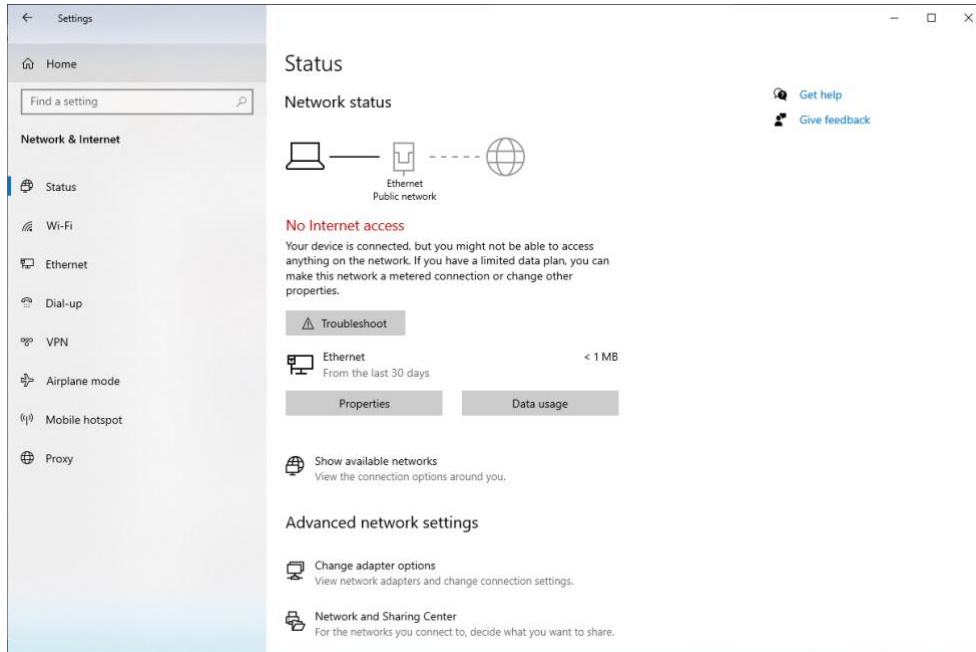 Settings
Home
Find a setting
Network & Internet
Status
Wi-Fi
Ethernet
Dial-up
VPN
Airplane mode
Mobile hotspot
Proxy
Status
Network status
Ethernet
Public network
No Internet access
Your device is connected, but you might not be able to access
anything on the network. If you have a limited data plan, you can
make this network a metered connection or change other
properties.
Troubleshoot
Ethernet
From the last 30 days
< 1 MB
Properties
Data usage
Show available networks
View the connection options around you.
Advanced network settings
Change adapter options
View network adapters and change connection settings.
Network and Sharing Center
For the networks you connect to, decide what you want to share.
Get help
Give feedback